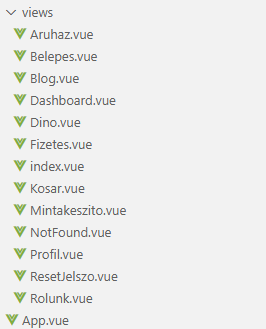 views
Aruhaz.vue
Belepes.vue
Blog.vue
Dashboard.vue
Dino.vue
Fizetes.vue
index.vue
Kosar.vue
Mintakeszito.vue
NotFound.vue
Profil.vue
ResetJelszo.vue
Rolunk.vue
App.vue